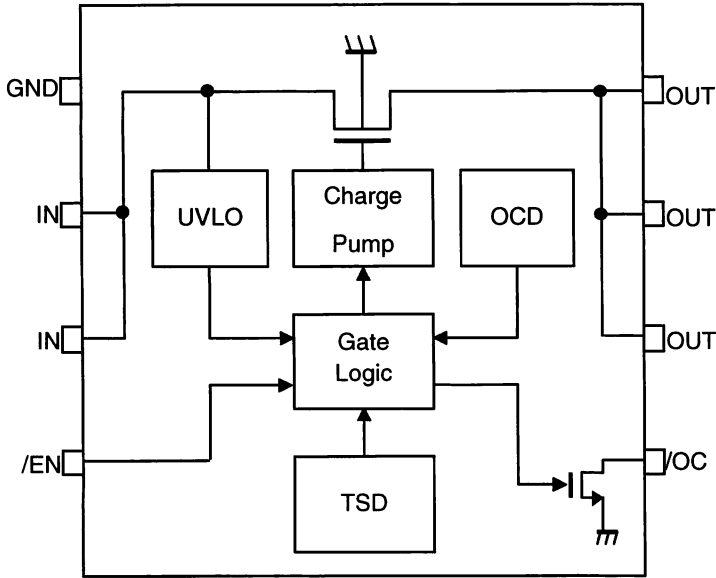 GND
OUT
UVLO
Charge
Pump
OCD
IN
OUT
IN
Gate
Logic
OUT
/EN
TSD
/OC